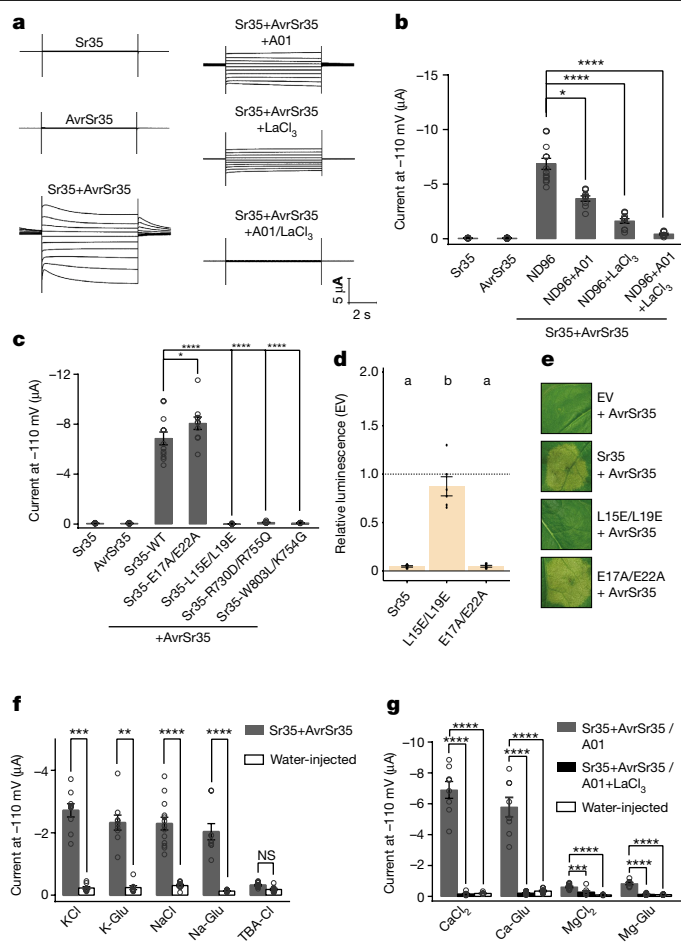 a
Sr35
AvrSr35
Sr35+AvrSr35
Sr35+AvrSr35
+A01
Sr35+AvrSr35
+LaCl3
Sr35+AvrSr35
+A01/LaCl3
5 μA
2 s
b
Current at −110 mV (μA)
−15
−10
−5
0
****
****
*
Sr35
AvrSr35
ND96
ND96+A01
ND96+LaCl3
ND96+A01
+LaCl3
Sr35+AvrSr35
c
Current at −110 mV (μA)
−12
−8
−4
0
**** **** ****
*
Sr35
AvrSr35
Sr35-WT
Sr35-E17A/E22A
Sr35-L15E/L19E
Sr35-R730D/R755Q
Sr35-W803L/K754G
+AvrSr35
d
Relative luminescence (EV)
2.0
1.5
1.0
0.5
0
a b a
Sr35
L15E/L19E
E17A/E22A
e
EV
+ AvrSr35
Sr35
+ AvrSr35
L15E/L19E
+ AvrSr35
E17A/E22A
+ AvrSr35
f
Current at −110 mV (μA)
−4
−2
0
*** ** **** **** NS
Sr35+AvrSr35
Water-injected
KCl
K-Glu
NaCl
Na-Glu
TBA-Cl
g
Current at −110 mV (μA)
−10
−8
−6
−4
−2
0
**** ****
**** ****
**** ***
**** ****
Sr35+AvrSr35 /
A01
Sr35+AvrSr35 /
A01+LaCl3
Water-injected
CaCl2
Ca-Glu
MgCl2
Mg-Glu